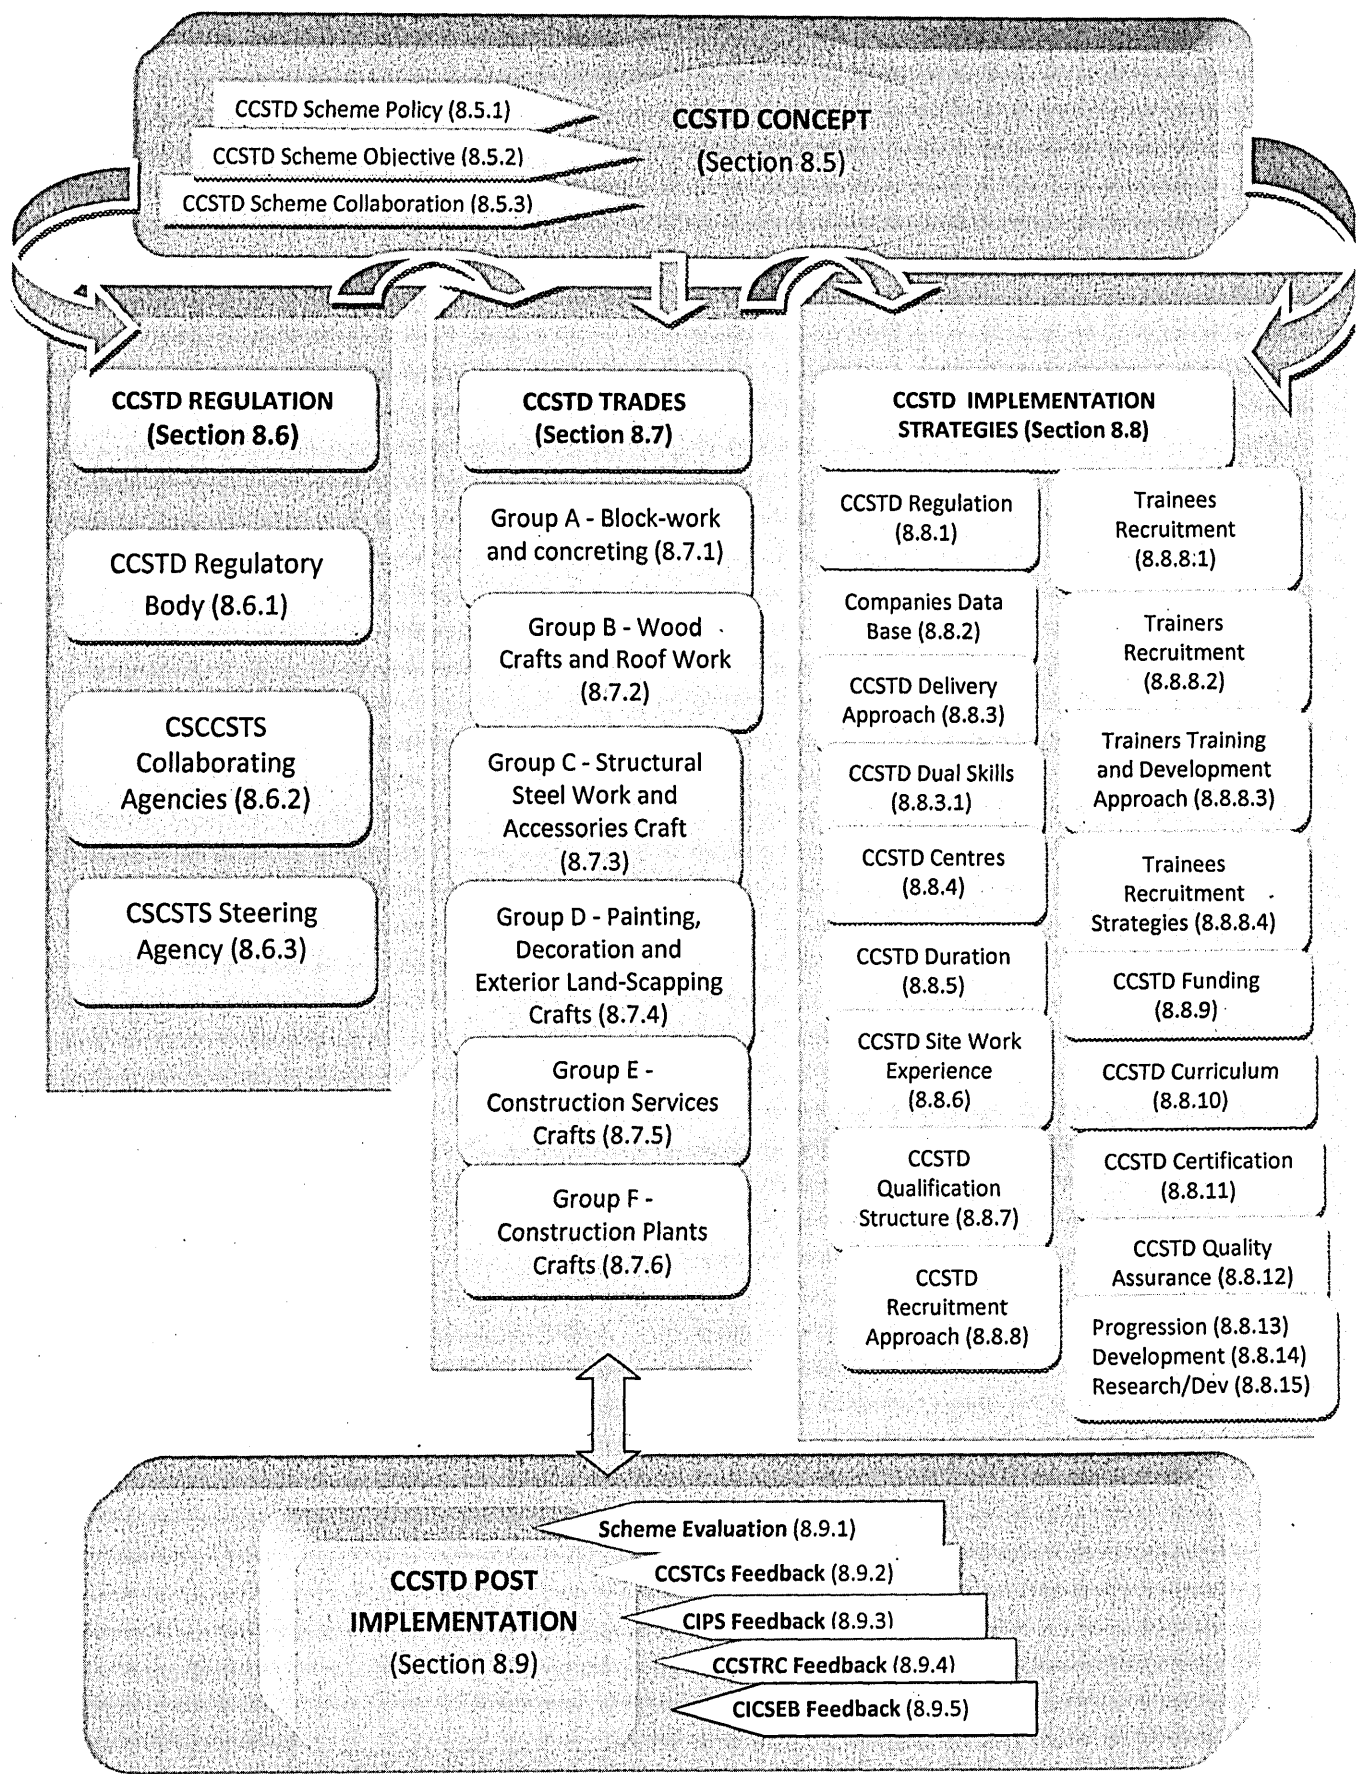 CCSTD Scheme Policy (8.5.1)
CCSTD Scheme Objective (8.5.2)
CCSTD Scheme Collaboration (8.5.3)
CCSTD CONCEPT
(Section 8.5)
CCSTD REGULATION
(Section 8.6)
CCSTD Regulatory
Body (8.6.1)
CSCCSTS
Collaborating
Agencies (8.6.2)
CSCSTS Steering
Agency (8.6.3)
CCSTD TRADES
(Section 8.7)
Group A - Block-work
and concreting (8.7.1)
Group B - Wood
Crafts and Roof Work
(8.7.2)
Group C - Structural
Steel Work and
Accessories Craft
(8.7.3)
Group D - Painting,
Decoration and
Exterior Land-Scapping
Crafts (8.7.4)
Group E -
Construction Services
Crafts (8.7.5)
Group F -
Construction Plants
Crafts (8.7.6)
CCSTD IMPLEMENTATION
STRATEGIES (Section 8.8)
CCSTD Regulation
(8.8.1)
Companies Data
Base (8.8.2)
CCSTD Delivery
Approach (8.8.3)
CCSTD Dual Skills
(8.8.3.1)
CCSTD Centres
(8.8.4)
CCSTD Duration
(8.8.5)
CCSTD Site Work
Experience
(8.8.6)
CCSTD
Qualification
Structure (8.8.7)
CCSTD
Recruitment
Approach (8.8.8)
Trainees
Recruitment
(8.8.8.1)
Trainers
Recruitment
(8.8.8.2)
Trainers Training
and Development
Approach (8.8.8.3)
Trainees
Recruitment
Strategies (8.8.8.4)
CCSTD Funding
(8.8.9)
CCSTD Curriculum
(8.8.10)
CCSTD Certification
(8.8.11)
CCSTD Quality
Assurance (8.8.12)
Progression (8.8.13)
Development (8.8.14)
Research/Dev (8.8.15)
CCSTD POST
IMPLEMENTATION
(Section 8.9)
Scheme Evaluation (8.9.1)
CCSTCs Feedback (8.9.2)
CIPS Feedback (8.9.3)
CCSTRC Feedback (8.9.4)
CICSEB Feedback (8.9.5)